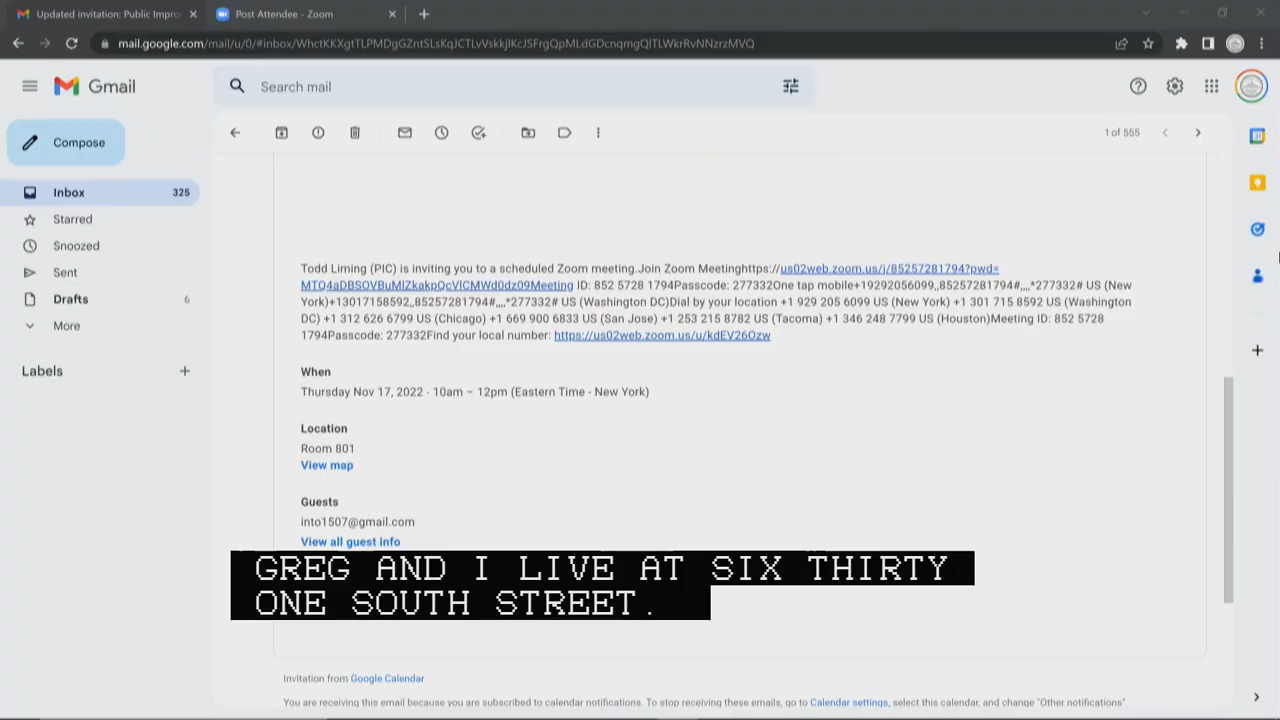 Updated invitation: Public Impro
Post Attendee - Zoom
mail.google.com/mail/u/0/#inbox/WhctKKXgtTLPMDgGZntSLsKqJCTLvVskkjlKcJSFrgQpMLdGDcnqmgQlTLWkrRvNNzrzMVQ
Gmail
Search mail
Compose
1 of 555
Inbox 325
Starred
Snoozed
Sent
Drafts 6
More
Labels
Todd Liming (PIC) is inviting you to a scheduled Zoom meeting.Join Zoom Meetinghttps://us02web.zoom.us/j/85257281794?pwd=
MTQ4aDBSOVBuMlZkakpQcVlCMWd0dz09Meeting ID: 852 5728 1794Passcode: 277332One tap mobile+19292056099,,85257281794#,,,,*277332# US (New
York)+13017158592,,85257281794#,,,,*277332# US (Washington DC)Dial by your location +1 929 205 6099 US (New York) +1 301 715 8592 US (Washington
DC) +1 312 626 6799 US (Chicago) +1 669 900 6833 US (San Jose) +1 253 215 8782 US (Tacoma) +1 346 248 7799 US (Houston)Meeting ID: 852 5728
1794Passcode: 277332Find your local number: https://us02web.zoom.us/u/kdEV26Ozw
When
Thursday Nov 17, 2022 · 10am – 12pm (Eastern Time - New York)
Location
Room 801
View map
Guests
into1507@gmail.com
View all guest info
GREG AND I LIVE AT SIX THIRTY
ONE SOUTH STREET.
Invitation from Google Calendar
You are receiving this email because you are subscribed to calendar notifications. To stop receiving these emails, go to Calendar settings, select this calendar, and change "Other notifications"